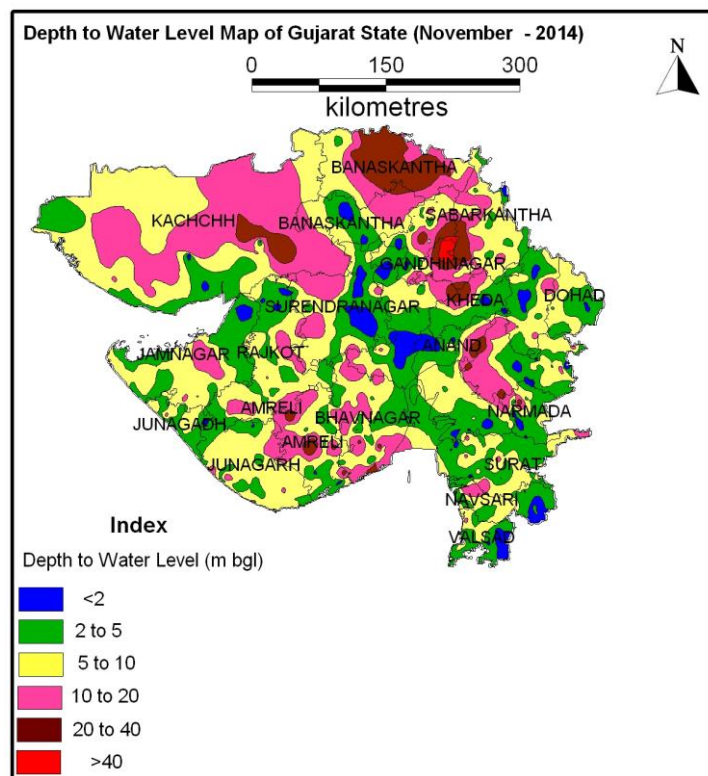 Depth to Water Level Map of Gujarat State (November - 2014)
N
0 150 300
kilometres
BANASKANTHA
KACHCHH
BANASKANTHA
SABARKANTHA
GANDHINAGAR
SURENDRANAGAR
KHEDA
DOHAD
JAMNAGAR
RAJKOT
ANAND
AMRELI
JUNAGADH
BHAVNAGAR
NARMADA
AMRELI
JUNAGARH
SURAT
NAVSARI
VALSAD
Index
Depth to Water Level (m bgl)
<2
2 to 5
5 to 10
10 to 20
20 to 40
>40